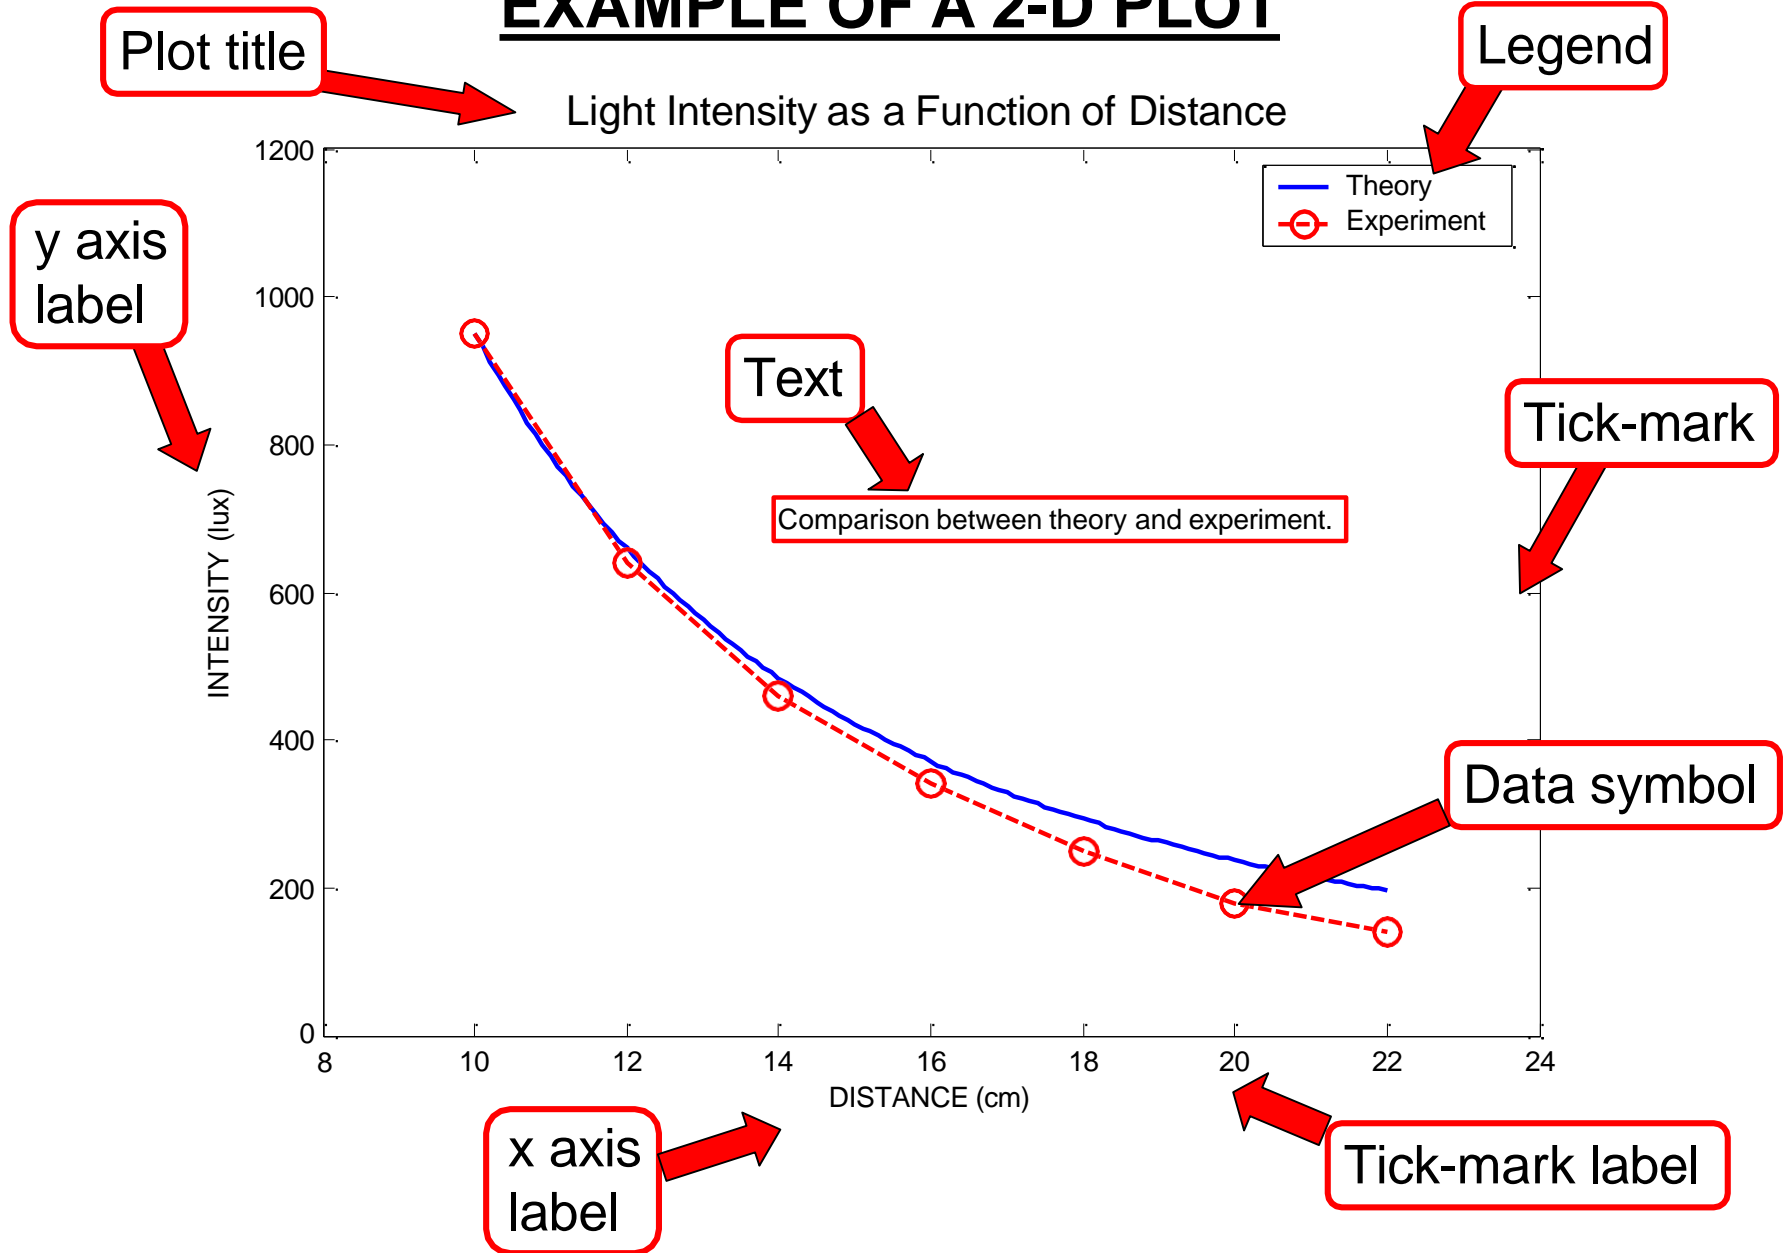 EXAMPLE OF A 2-D PLOT
Plot title
Legend
Light Intensity as a Function of Distance
1200
Theory
Experiment
y axis
label
1000
Text
Tick-mark
800
Comparison between theory and experiment.
INTENSITY (lux)
600
400
Data symbol
200
0
8 10 12 14 16 18 20 22 24
DISTANCE (cm)
x axis
label
Tick-mark label